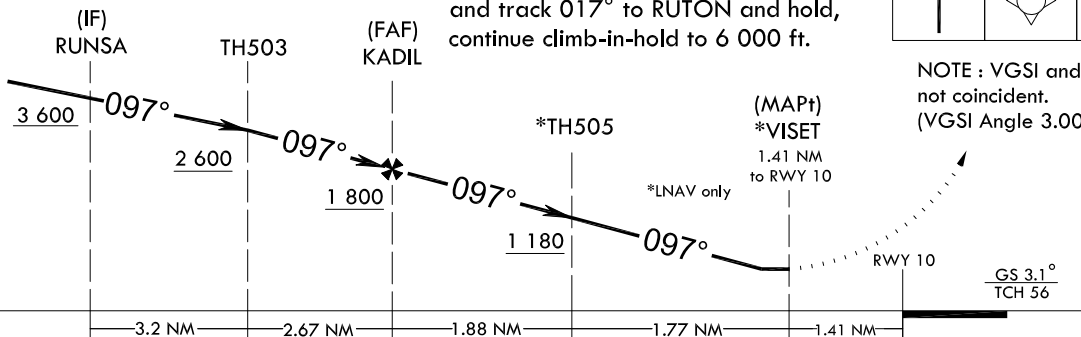 and track 017° to RUTON and hold,
continue climb-in-hold to 6 000 ft.
(IF)
RUNSA
TH503
(FAF)
KADIL
*TH505
(MAPt)
*VISET
1.41 NM
to RWY 10
NOTE : VGSI and
not coincident.
(VGSI Angle 3.00
3 600
097°
2 600
097°
1 800
097°
*LNAV only
1 180
097°
RWY 10
GS 3.1°
TCH 56
3.2 NM
2.67 NM
1.88 NM
1.77 NM
1.41 NM